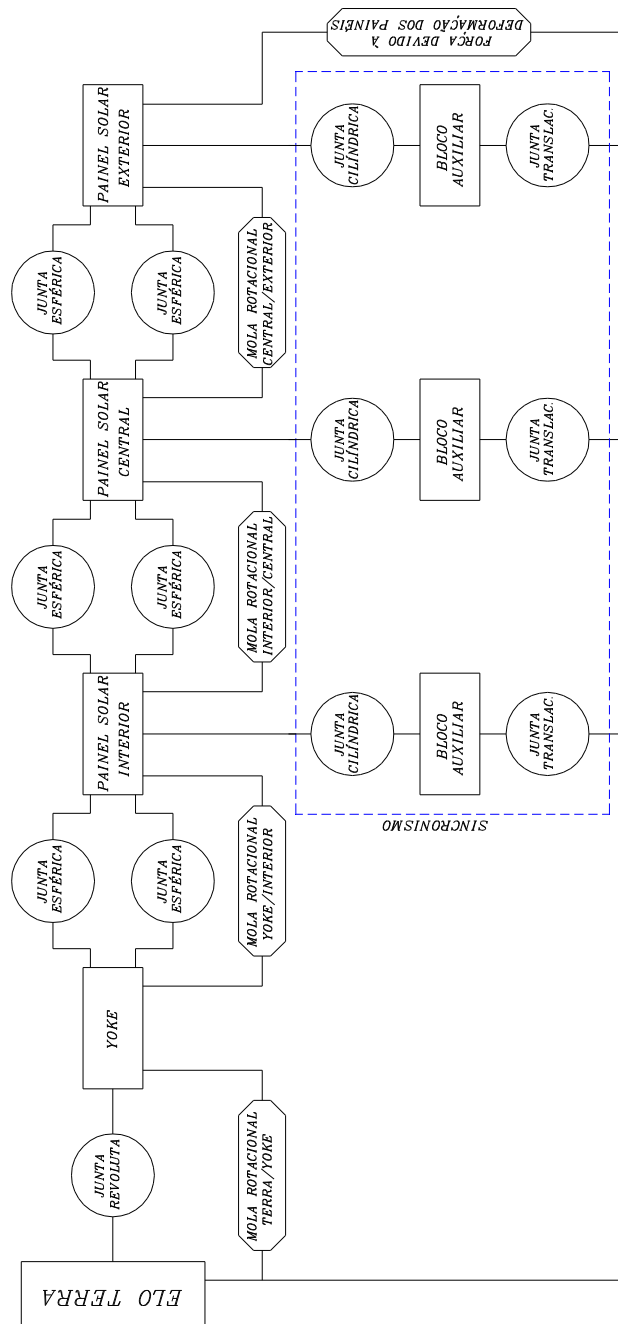 FORÇA DEVIDO À
DEFORMAÇÃO DOS PAINÉIS
PAINEL SOLAR
EXTERIOR
JUNTA
CILÍNDRICA
BLOCO
AUXILIAR
JUNTA
TRANSLAC.
JUNTA
ESFÉRICA
JUNTA
ESFÉRICA
MOLA ROTACIONAL
CENTRAL/EXTERIOR
PAINEL SOLAR
CENTRAL
JUNTA
CILÍNDRICA
BLOCO
AUXILIAR
JUNTA
TRANSLAC.
JUNTA
ESFÉRICA
JUNTA
ESFÉRICA
MOLA ROTACIONAL
INTERIOR/CENTRAL
PAINEL SOLAR
INTERIOR
JUNTA
CILÍNDRICA
BLOCO
AUXILIAR
JUNTA
TRANSLAC.
SINCRONISMO
JUNTA
ESFÉRICA
JUNTA
ESFÉRICA
MOLA ROTACIONAL
YOKE/INTERIOR
YOKE
JUNTA
REVOLUTA
MOLA ROTACIONAL
TERRA/YOKE
ELO TERRA